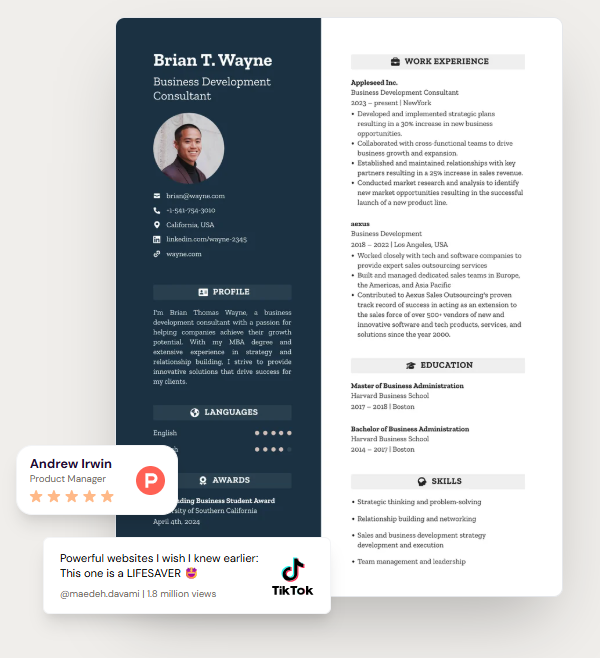 Brian T. Wayne
Business Development
Consultant
brian@wayne.com
+1-541-754-3010
California, USA
linkedin.com/wayne-2345
wayne.com
PROFILE
I'm Brian Thomas Wayne, a business
development consultant with a passion for
helping companies achieve their growth
potential. With my MBA degree and
extensive experience in strategy and
relationship building, I strive to provide
innovative solutions that drive success for
my clients.
LANGUAGES
English
AWARDS
Business Student Award
of Southern California
April 4th, 2024
WORK EXPERIENCE
Appleseed Inc.
Business Development Consultant
2023 – present | NewYork
• Developed and implemented strategic plans
resulting in a 30% increase in new business
opportunities.
• Collaborated with cross-functional teams to drive
business growth and expansion.
• Established and maintained relationships with key
partners resulting in a 25% increase in sales revenue.
• Conducted market research and analysis to identify
new market opportunities resulting in the successful
launch of a new product line.
aexus
Business Development
2018 – 2022 | Los Angeles, USA
• Worked closely with tech and software companies to
provide expert sales outsourcing services
• Built and managed dedicated sales teams in Europe,
the Americas, and Asia Pacific
• Contributed to Aexus Sales Outsourcing's proven
track record of success in acting as an extension to
the sales force of over 500+ vendors of new and
innovative software and tech products, services, and
solutions since the year 2000.
EDUCATION
Master of Business Administration
Harvard Business School
2017 – 2018 | Boston
Bachelor of Business Administration
Harvard Business School
2014 – 2017 | Boston
SKILLS
• Strategic thinking and problem-solving
• Relationship building and networking
• Sales and business development strategy
development and execution
• Team management and leadership
Andrew Irwin
Product Manager
P
Powerful websites I wish I knew earlier:
This one is a LIFESAVER 🤩
@maedeh.davami | 1.8 million views
TikTok